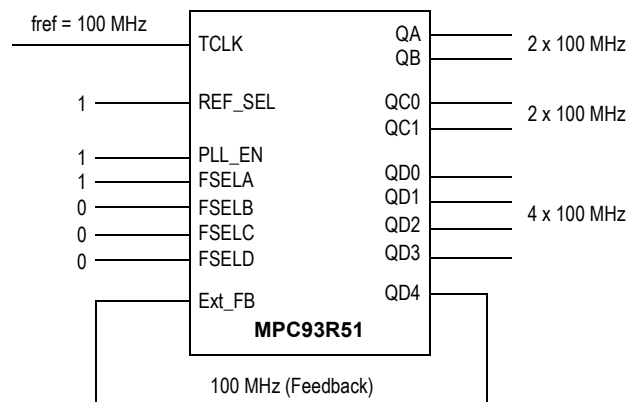 fref = 100 MHz
TCLK
QA
QB
2 x 100 MHz
1
REF_SEL
QC0
QC1
2 x 100 MHz
1
PLL_EN
1
FSELA
0
FSELB
0
FSELC
0
FSELD
QD0
QD1
QD2
QD3
4 x 100 MHz
Ext_FB
QD4
MPC93R51
100 MHz (Feedback)